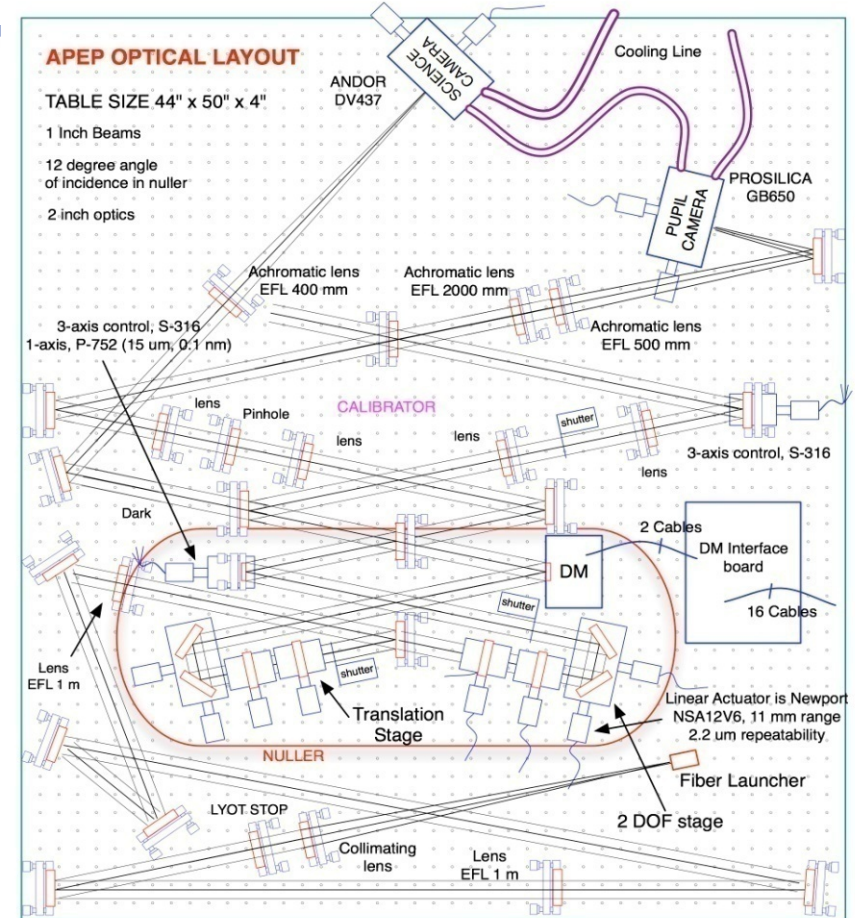 APEP OPTICAL LAYOUT
TABLE SIZE 44" x 50" x 4"
1 Inch Beams
12 degree angle
of incidence in nuller
2 inch optics
ANDOR
DV437
SCIENCE
CAMERA
Cooling Line
PROSILICA
GB650
PUPIL
CAMERA
Achromatic lens
EFL 400 mm
Achromatic lens
EFL 2000 mm
Achromatic lens
EFL 500 mm
3-axis control, S-316
1-axis, P-752 (15 um, 0.1 nm)
lens
Pinhole
CALIBRATOR
lens
lens
shutter
lens
3-axis control, S-316
Dark
2 Cables
DM Interface
board
16 Cables
DM
shutter
Lens
EFL 1 m
shutter
Translation
Stage
Linear Actuator is Newport
NSA12V6, 11 mm range
2.2 um repeatability
NULLER
Fiber Launcher
2 DOF stage
LYOT STOP
Collimating
lens
Lens
EFL 1 m